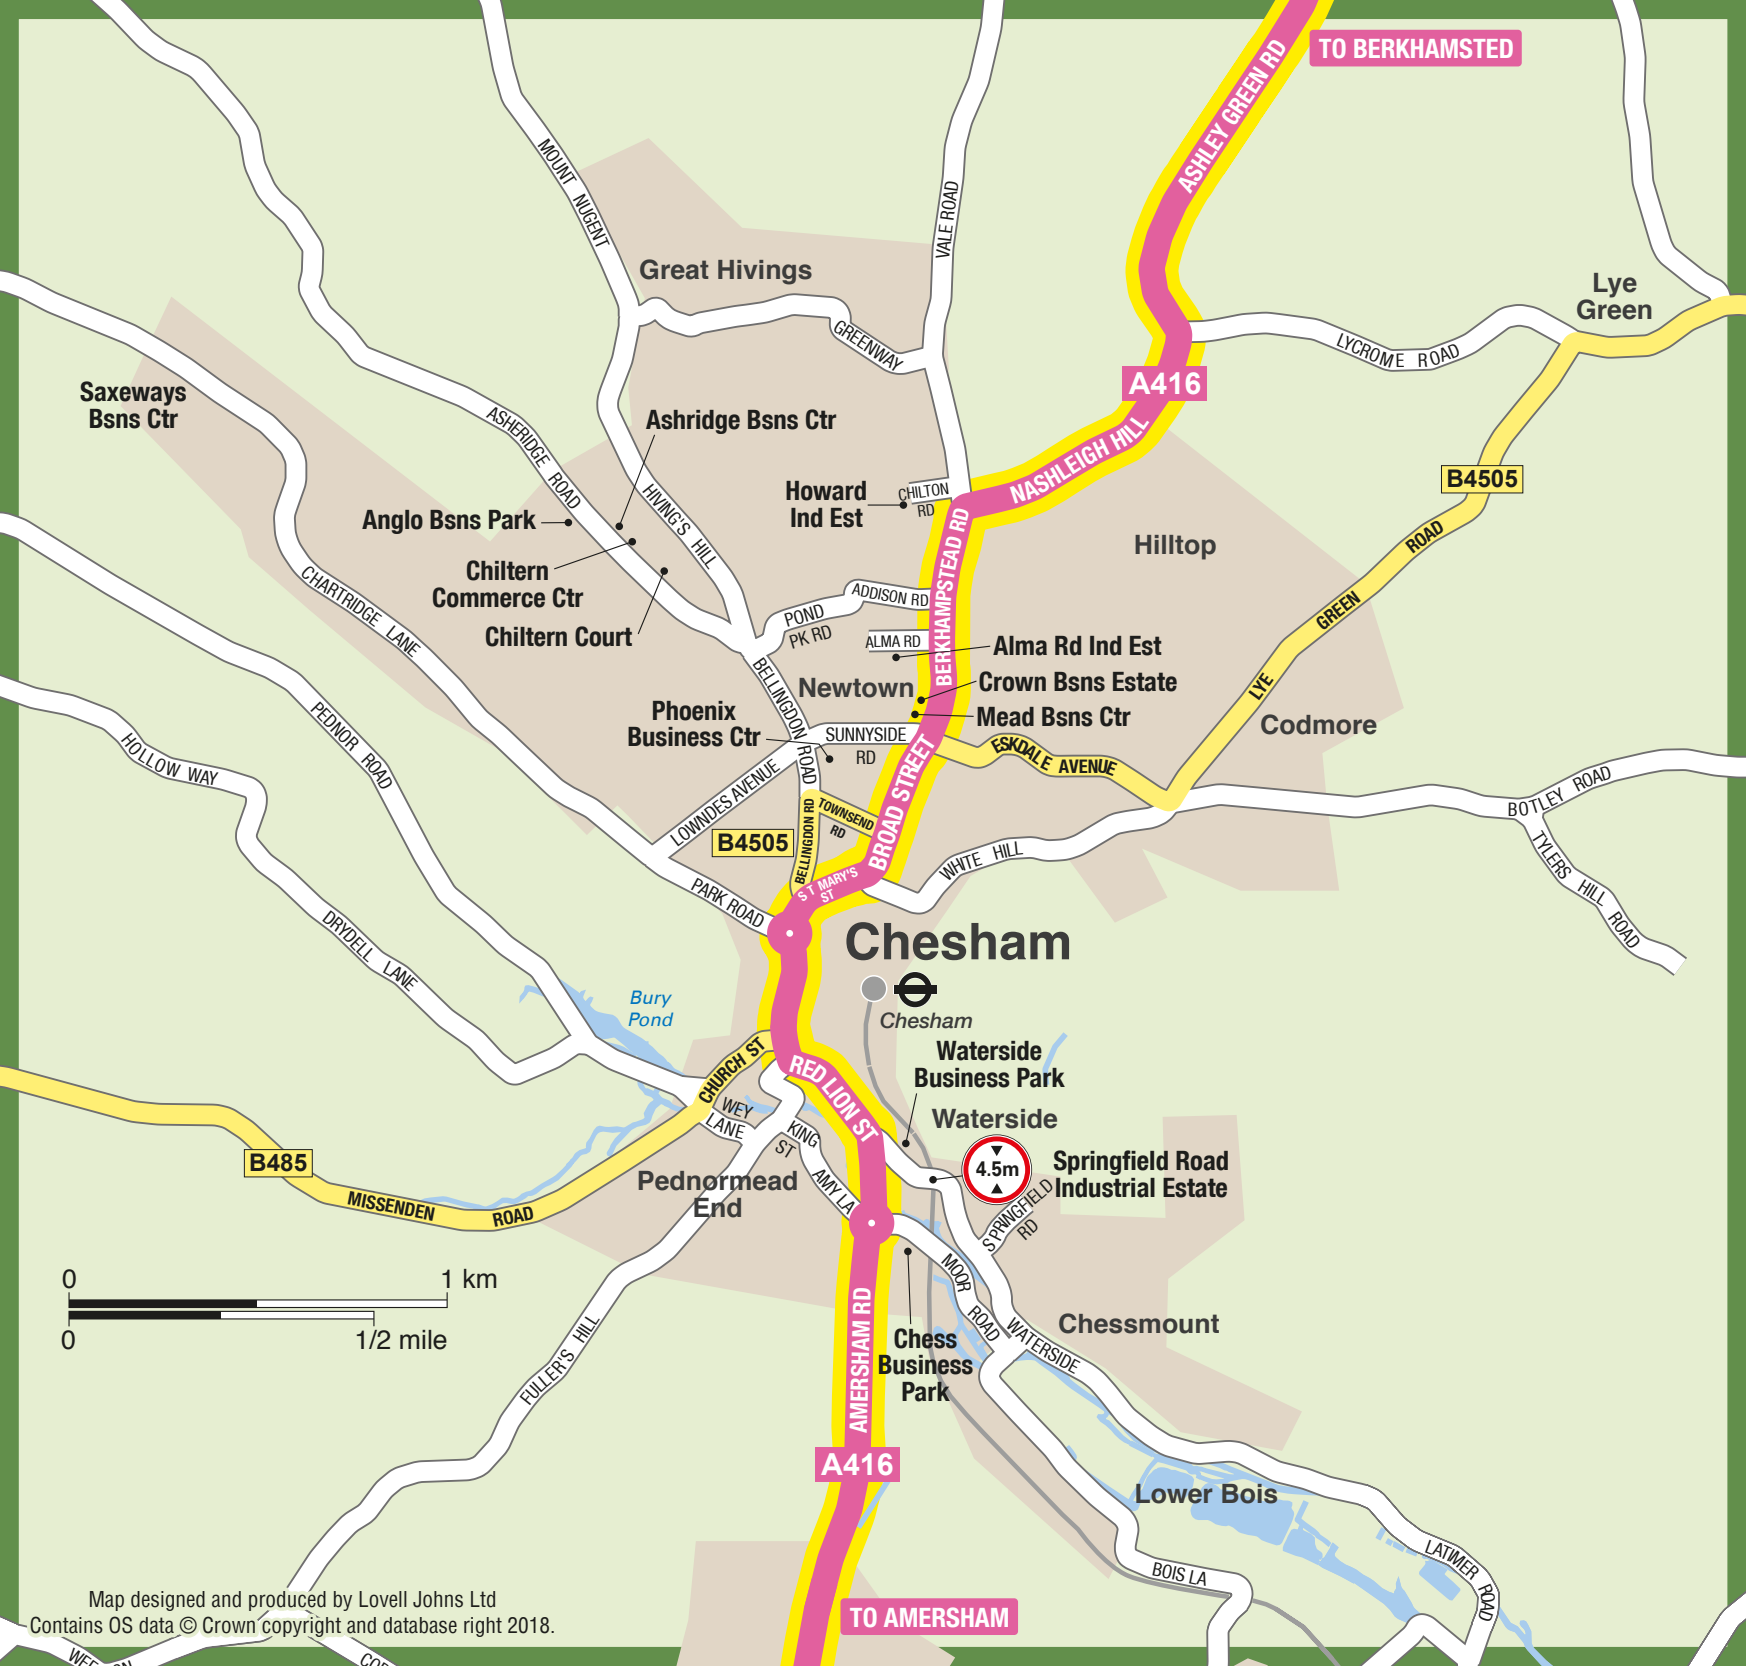 TO BERKHAMSTED
ASHLEY GREEN RD
MOUNT NUGENT
VALE ROAD
Great Hivings
Lye
Green
GREENWAY
LYCROME ROAD
A416
Saxeways
Bsns Ctr
ASHERIDGE ROAD
Ashridge Bsns Ctr
NASHLEIGH HILL
B4505
Howard
Ind Est
CHILTON
RD
Anglo Bsns Park
HIVING'S HILL
Hilltop
LYE GREEN ROAD
Chiltern
Commerce Ctr
CHARTRIDGE LANE
BERKHAMPSTEAD RD
ADDISON RD
POND
PK RD
Chiltern Court
ALMA RD
Alma Rd Ind Est
Newtown
Crown Bsns Estate
Mead Bsns Ctr
BELLINGDON ROAD
Phoenix
Business Ctr
SUNNYSIDE
RD
Codmore
PEDNOR ROAD
HOLLOW WAY
ESKDALE AVENUE
BROAD STREET
LOWNDES AVENUE
BOTLEY ROAD
TOWNSEND
RD
BELLINGDON RD
B4505
WHITE HILL
TYLERS HILL ROAD
ST MARY'S
ST
PARK ROAD
DRYDELL LANE
Chesham
Chesham
Bury
Pond
Waterside
Business Park
CHURCH ST
RED LION ST
WEY
LANE
KING
ST
Waterside
4.5m
Springfield Road
Industrial Estate
B485
MISSENDEN ROAD
Pednormead
End
AMY LA
SPRINGFIELD
RD
0
1 km
0
1/2 mile
MOOR ROAD
AMERSHAM RD
Chess
Business
Park
WATERSIDE
Chessmount
FULLER'S HILL
A416
Lower Bois
LATIMER ROAD
BOIS LA
Map designed and produced by Lovell Johns Ltd
Contains OS data © Crown copyright and database right 2018.
TO AMERSHAM